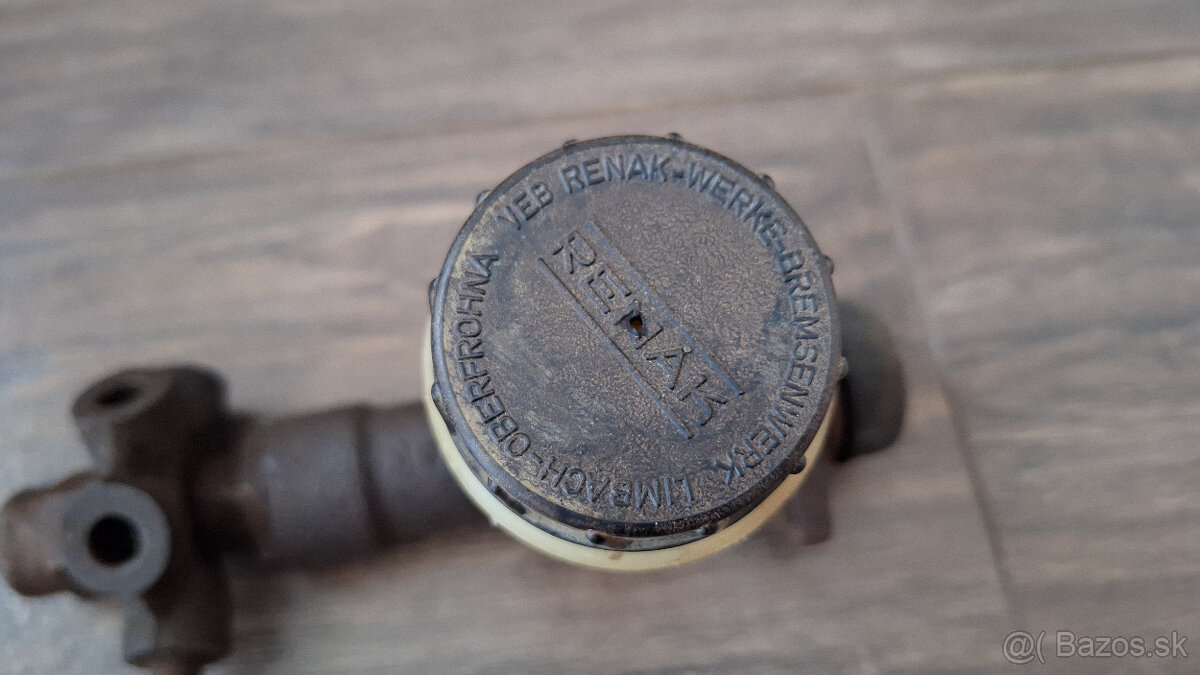 VEB RENAK-WERKE-BREMSENWERK LIMBACH-OBERFROHNA
RENAK
@( Bazos.sk